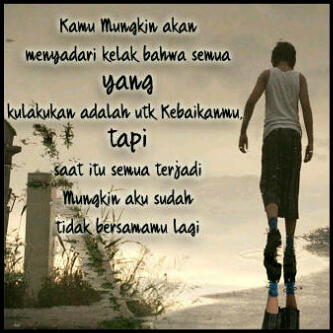 Kamu Mungkin akan
menyadari kelak bahwa semua
yang
kulakukan adalah utk Kebaikanmu,
tapi
saat itu semua terjadi
Mungkin aku sudah
tidak bersamamu lagi